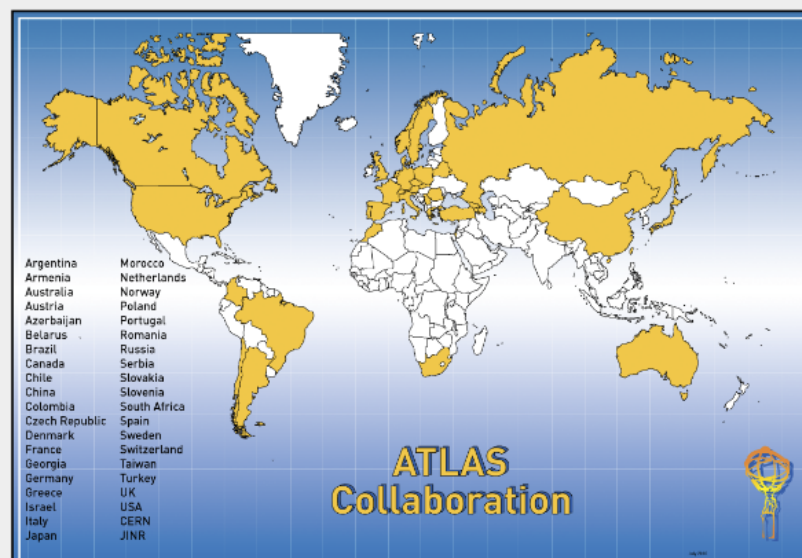 Argentina
Armenia
Australia
Austria
Azerbaijan
Belarus
Brazil
Canada
Chile
China
Colombia
Czech Republic
Denmark
France
Georgia
Germany
Greece
Israel
Italy
Japan
Morocco
Netherlands
Norway
Poland
Portugal
Romania
Russia
Serbia
Slovakia
Slovenia
South Africa
Spain
Sweden
Switzerland
Taiwan
Turkey
UK
USA
CERN
JINR
ATLAS
Collaboration